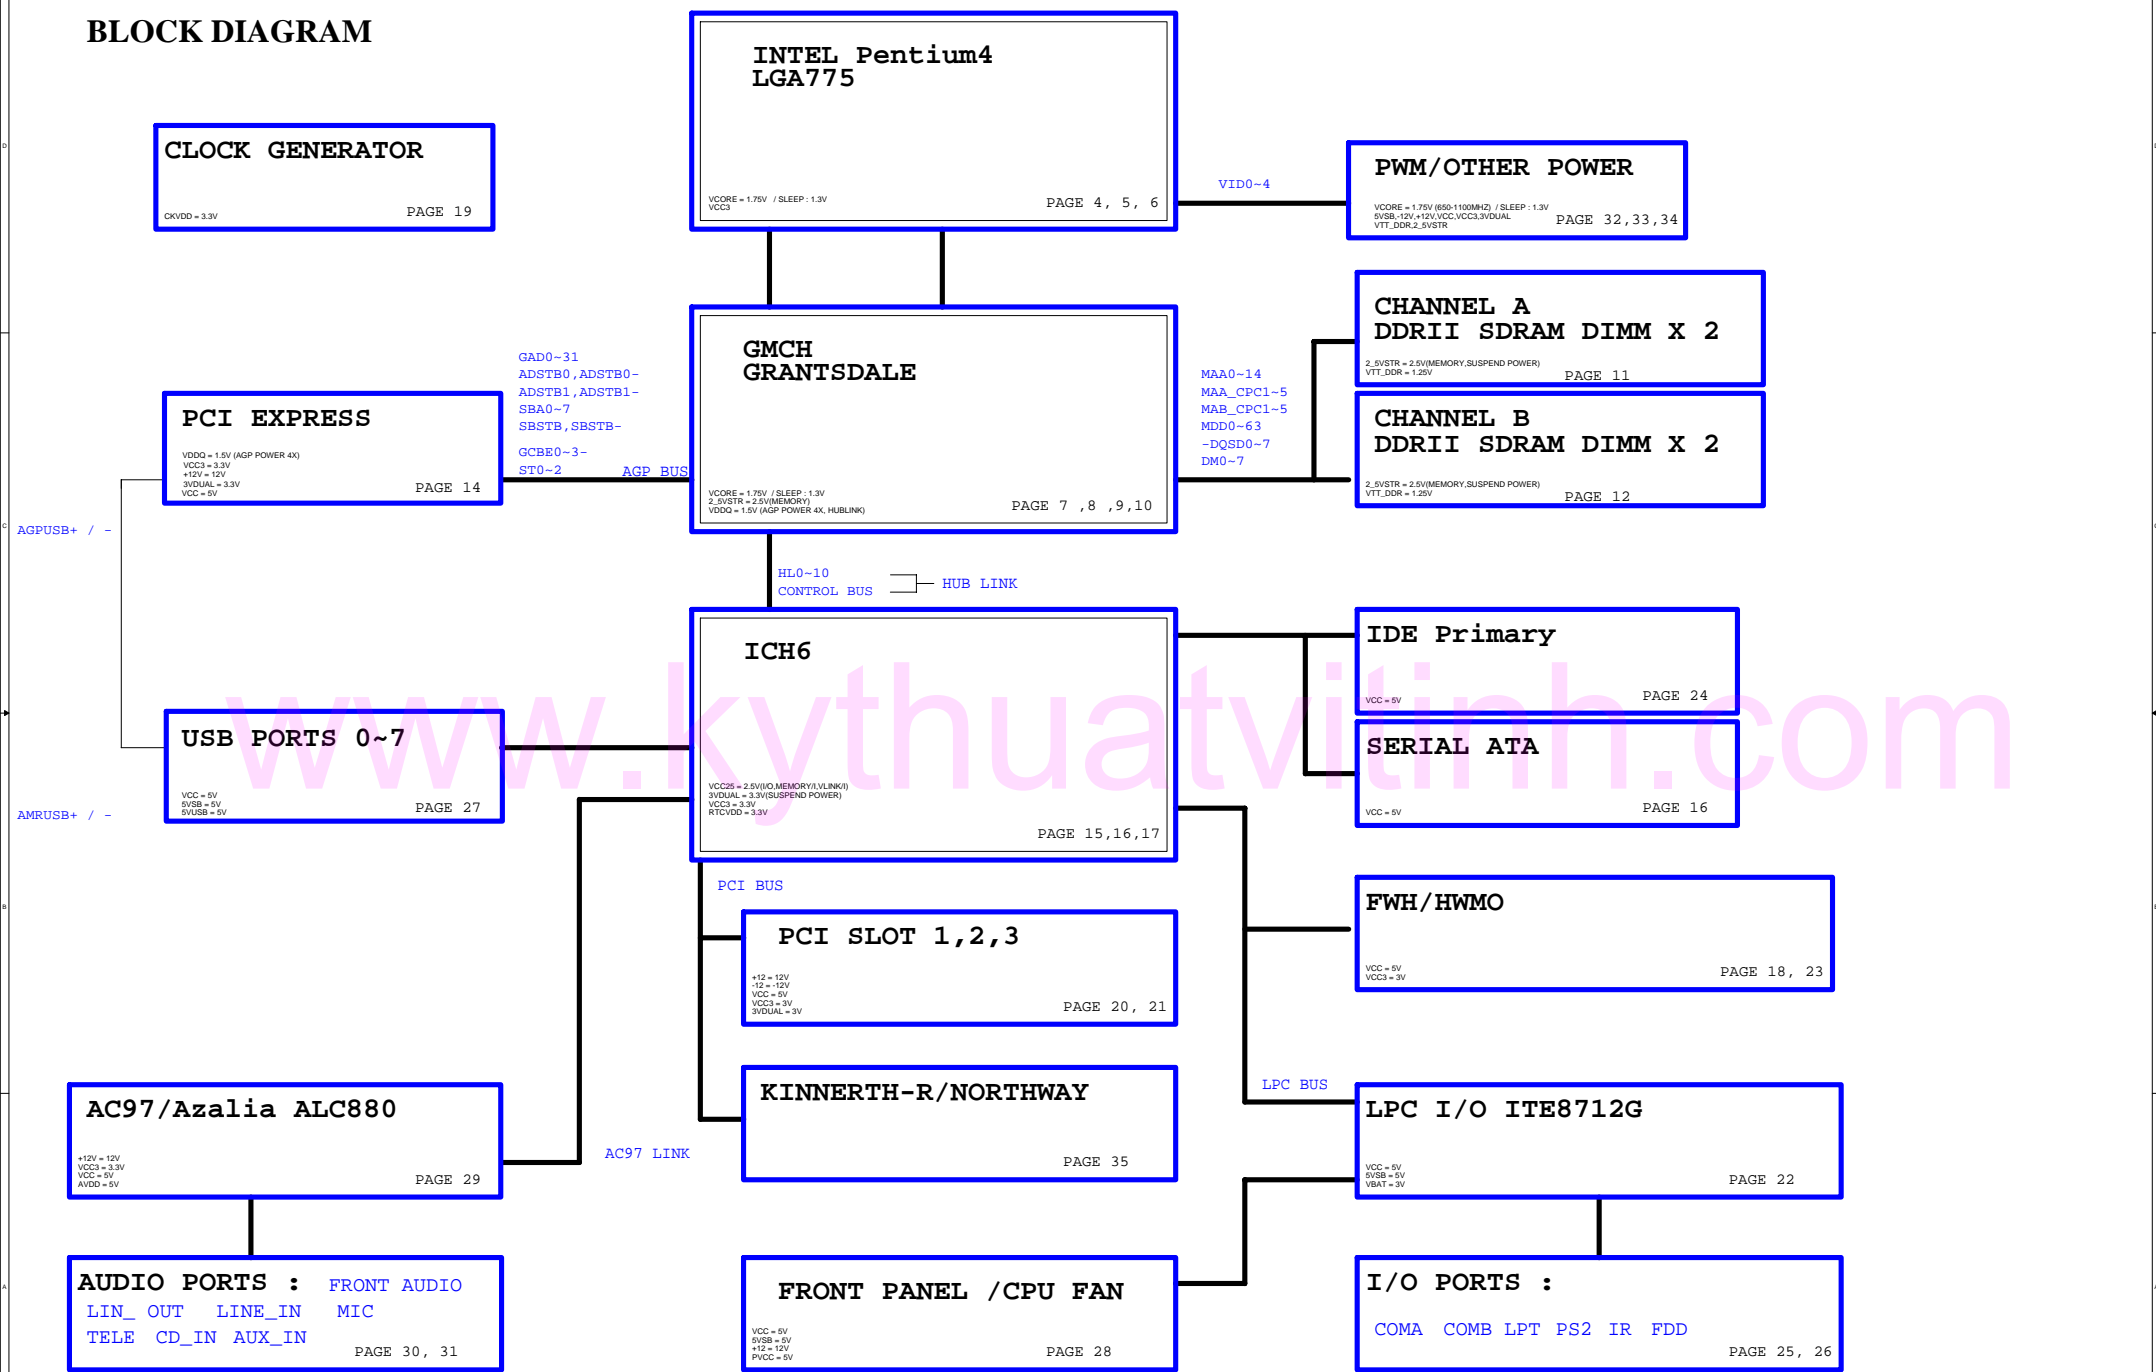 BLOCK DIAGRAM
INTEL Pentium4
LGA775
VCORE = 1.75V / SLEEP : 1.3V
VCC3
PAGE 4, 5, 6
CLOCK GENERATOR
CKVDD = 3.3V
PAGE 19
VID0~4
PWM/OTHER POWER
VCORE = 1.75V (650-1100MHZ) / SLEEP : 1.3V
5VSB,-12V,+12V,VCC,VCC3,3VDUAL
VTT_DDR,2_5VSTR
PAGE 32,33,34
CHANNEL A
DDRII SDRAM DIMM X 2
2_5VSTR = 2.5V(MEMORY,SUSPEND POWER)
VTT_DDR = 1.25V
PAGE 11
CHANNEL B
DDRII SDRAM DIMM X 2
2_5VSTR = 2.5V(MEMORY,SUSPEND POWER)
VTT_DDR = 1.25V
PAGE 12
GMCH
GRANTSDALE
VCORE = 1.75V / SLEEP : 1.3V
2_5VSTR = 2.5V(MEMORY)
VDDQ = 1.5V (AGP POWER 4X, HUBLINK)
PAGE 7 ,8 ,9,10
MAA0~14
MAA_CPC1~5
MAB_CPC1~5
MDD0~63
-DQSD0~7
DM0~7
GAD0~31
ADSTB0,ADSTB0-
ADSTB1,ADSTB1-
SBA0~7
SBSTB,SBSTB-
GCBE0~3-
ST0~2
AGP BUS
PCI EXPRESS
VDDQ = 1.5V (AGP POWER 4X)
VCC3 = 3.3V
+12V = 12V
3VDUAL = 3.3V
VCC = 5V
PAGE 14
AGPUSB+ / -
HL0~10
CONTROL BUS
HUB LINK
ICH6
VCC25 = 2.5V(I/O,MEMORY/I,VLINK/I)
3VDUAL = 3.3V(SUSPEND POWER)
VCC3 = 3.3V
RTCVDD = 3.3V
PAGE 15,16,17
IDE Primary
VCC = 5V
PAGE 24
SERIAL ATA
VCC = 5V
PAGE 16
www.kythuatvitinh.com
USB PORTS 0~7
VCC = 5V
5VSB = 5V
5VUSB = 5V
PAGE 27
AMRUSB+ / -
PCI BUS
PCI SLOT 1,2,3
+12 = 12V
-12 = -12V
VCC = 5V
VCC3 = 3V
3VDUAL = 3V
PAGE 20, 21
FWH/HWMO
VCC = 5V
VCC3 = 3V
PAGE 18, 23
KINNERTH-R/NORTHWAY
PAGE 35
LPC BUS
LPC I/O ITE8712G
VCC = 5V
5VSB = 5V
VBAT = 3V
PAGE 22
AC97/Azalia ALC880
+12V = 12V
VCC3 = 3.3V
VCC = 5V
AVDD = 5V
PAGE 29
AC97 LINK
AUDIO PORTS : FRONT AUDIO
LIN_ OUT LINE_IN MIC
TELE CD_IN AUX_IN
PAGE 30, 31
FRONT PANEL /CPU FAN
VCC = 5V
5VSB = 5V
+12 = 12V
PVCC = 5V
PAGE 28
I/O PORTS :
COMA COMB LPT PS2 IR FDD
PAGE 25, 26
D
C
B
A